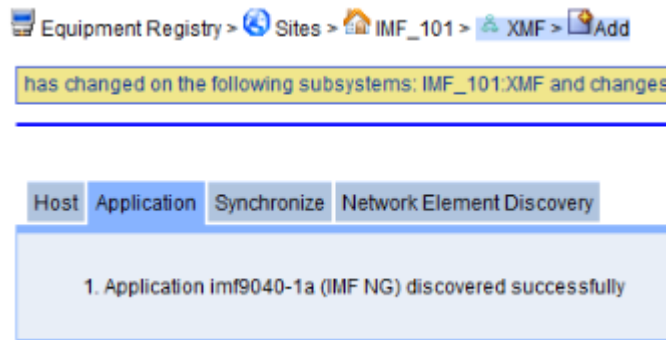 Equipment Registry > Sites > IMF_101 > XMF > Add
has changed on the following subsystems: IMF_101:XMF and changes
Host Application Synchronize Network Element Discovery
1. Application imf9040-1a (IMF NG) discovered successfully